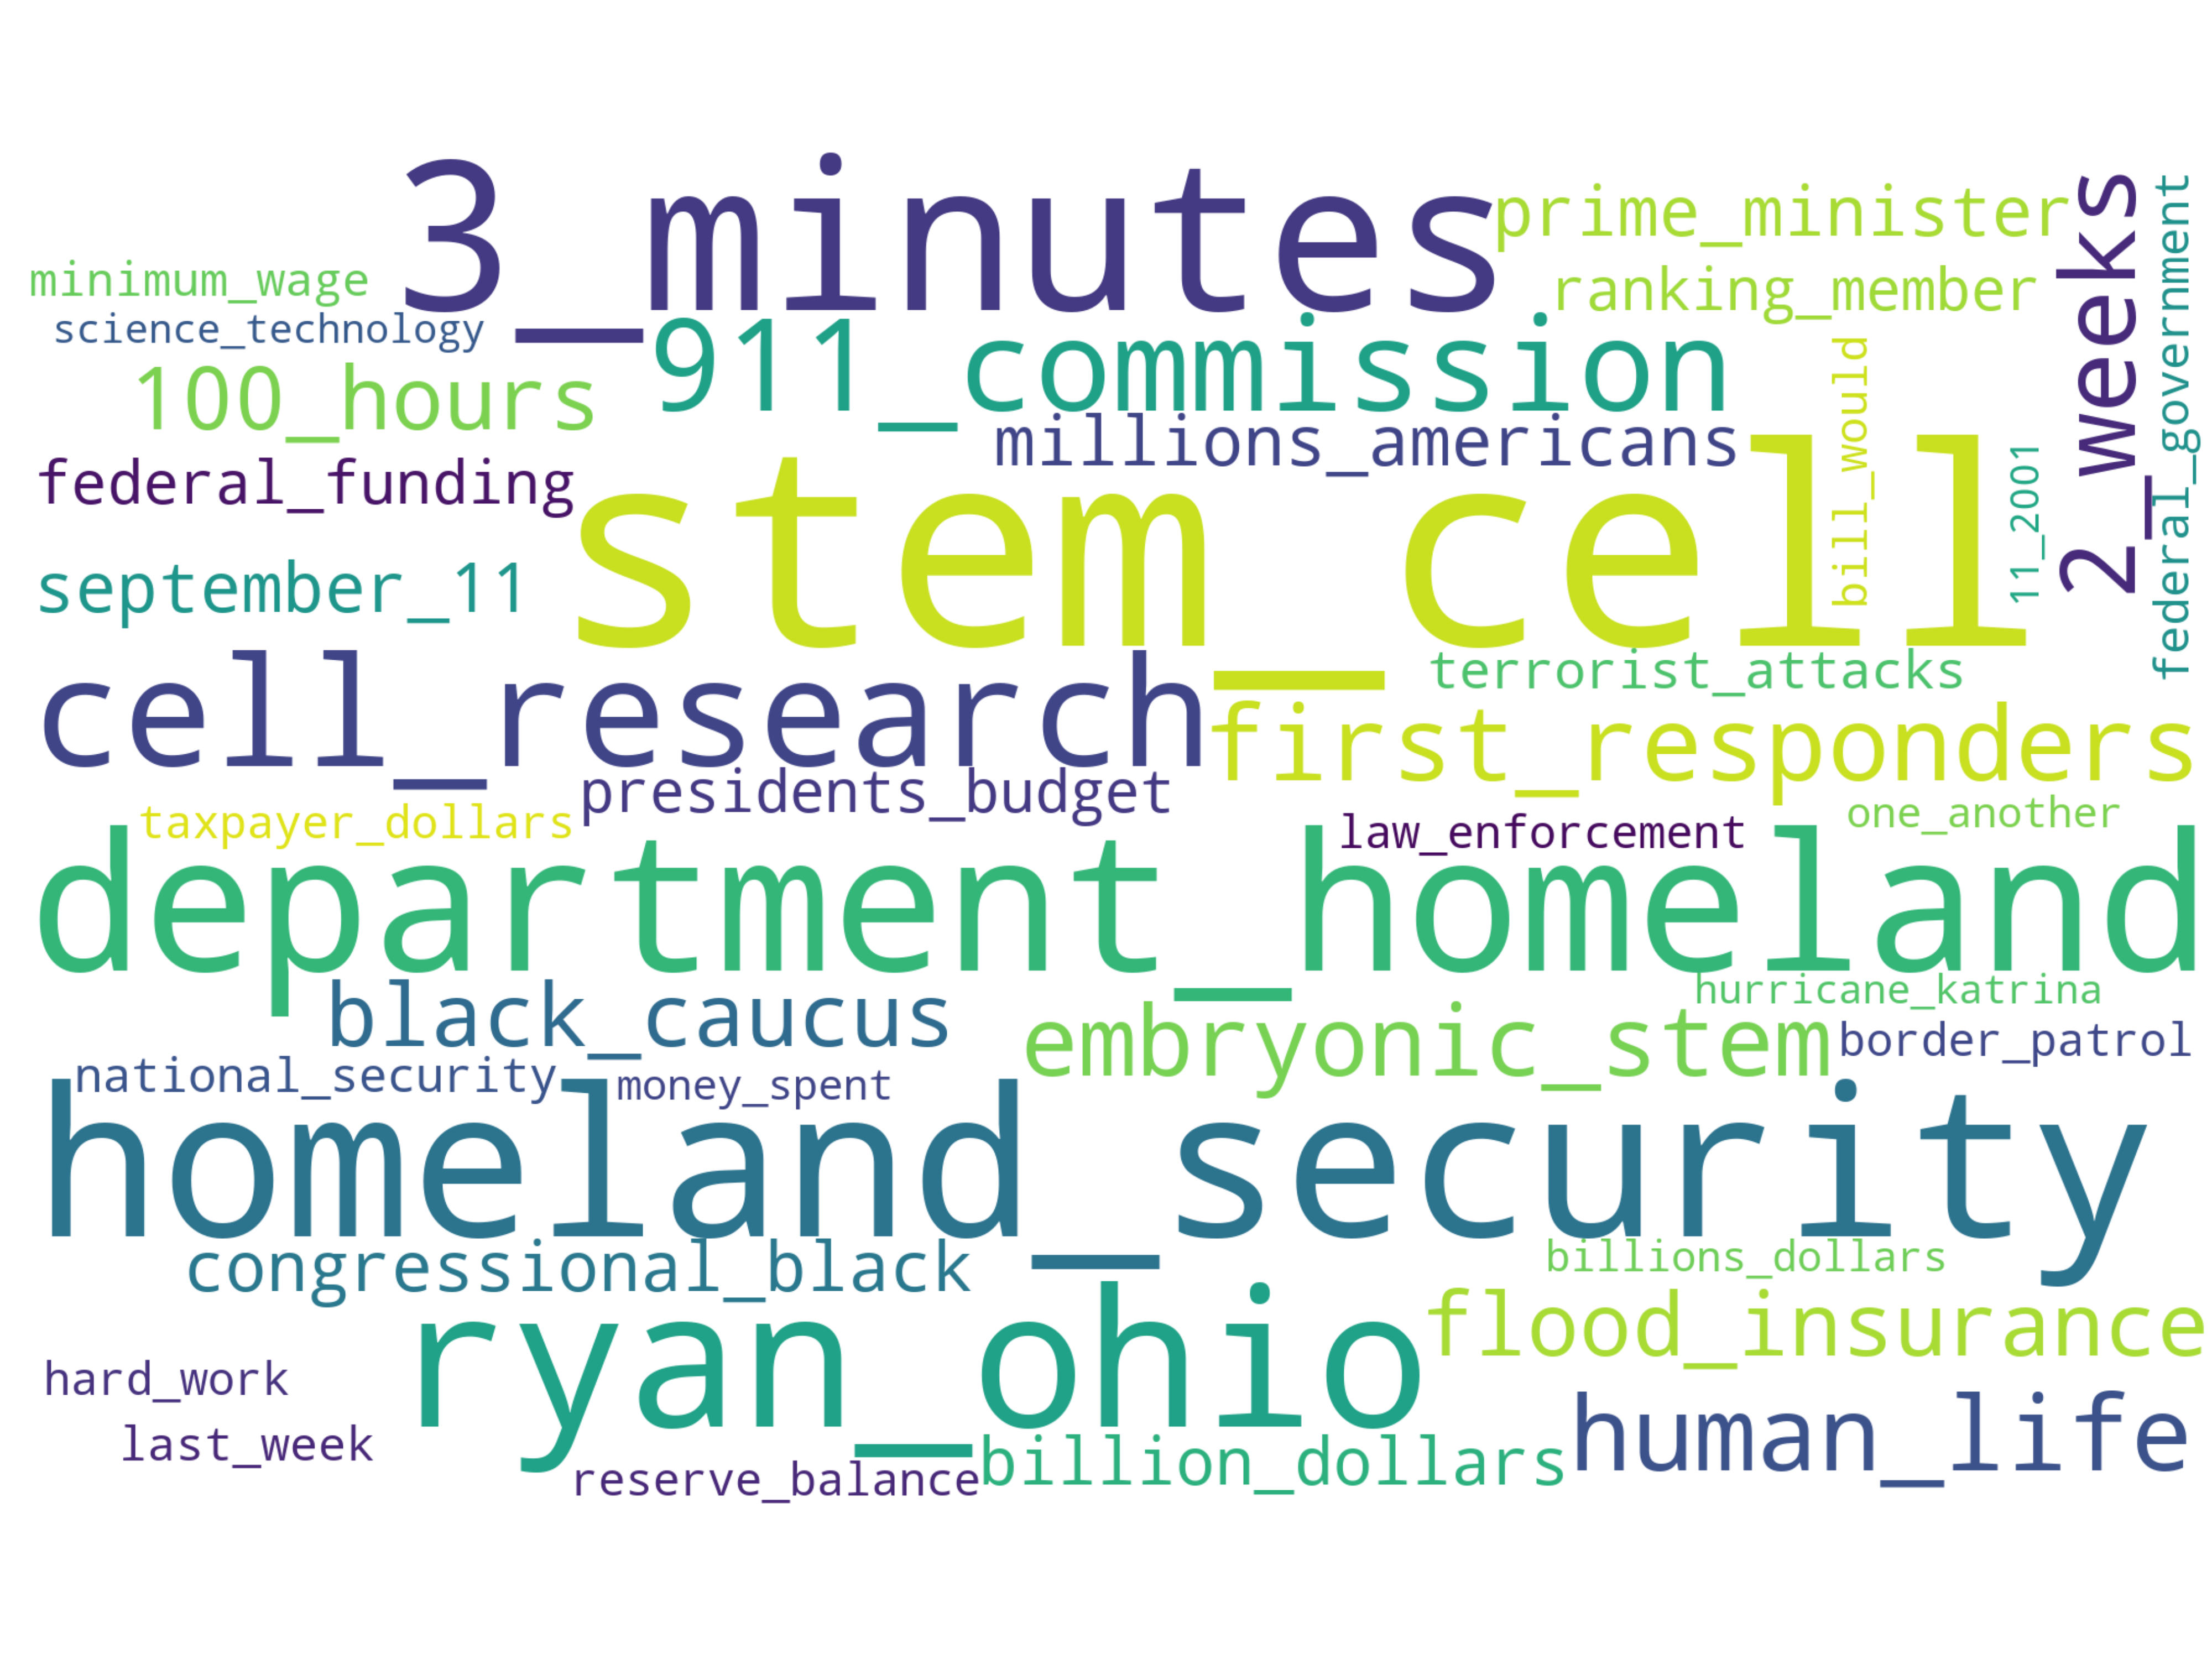 3_minutes
prime_minister
2_weeks
federal_government
minimum_wage
ranking_member
science_technology
911_commission
bill_would
100_hours
millions_americans
11_2001
federal_funding
stem_cell
september_11
cell_research
terrorist_attacks
first_responders
presidents_budget
taxpayer_dollars
law_enforcement
one_another
department_homeland
black_caucus
hurricane_katrina
embryonic_stem
border_patrol
national_security
money_spent
homeland_security
congressional_black
billions_dollars
ryan_ohio
flood_insurance
hard_work
human_life
last_week
billion_dollars
reserve_balance